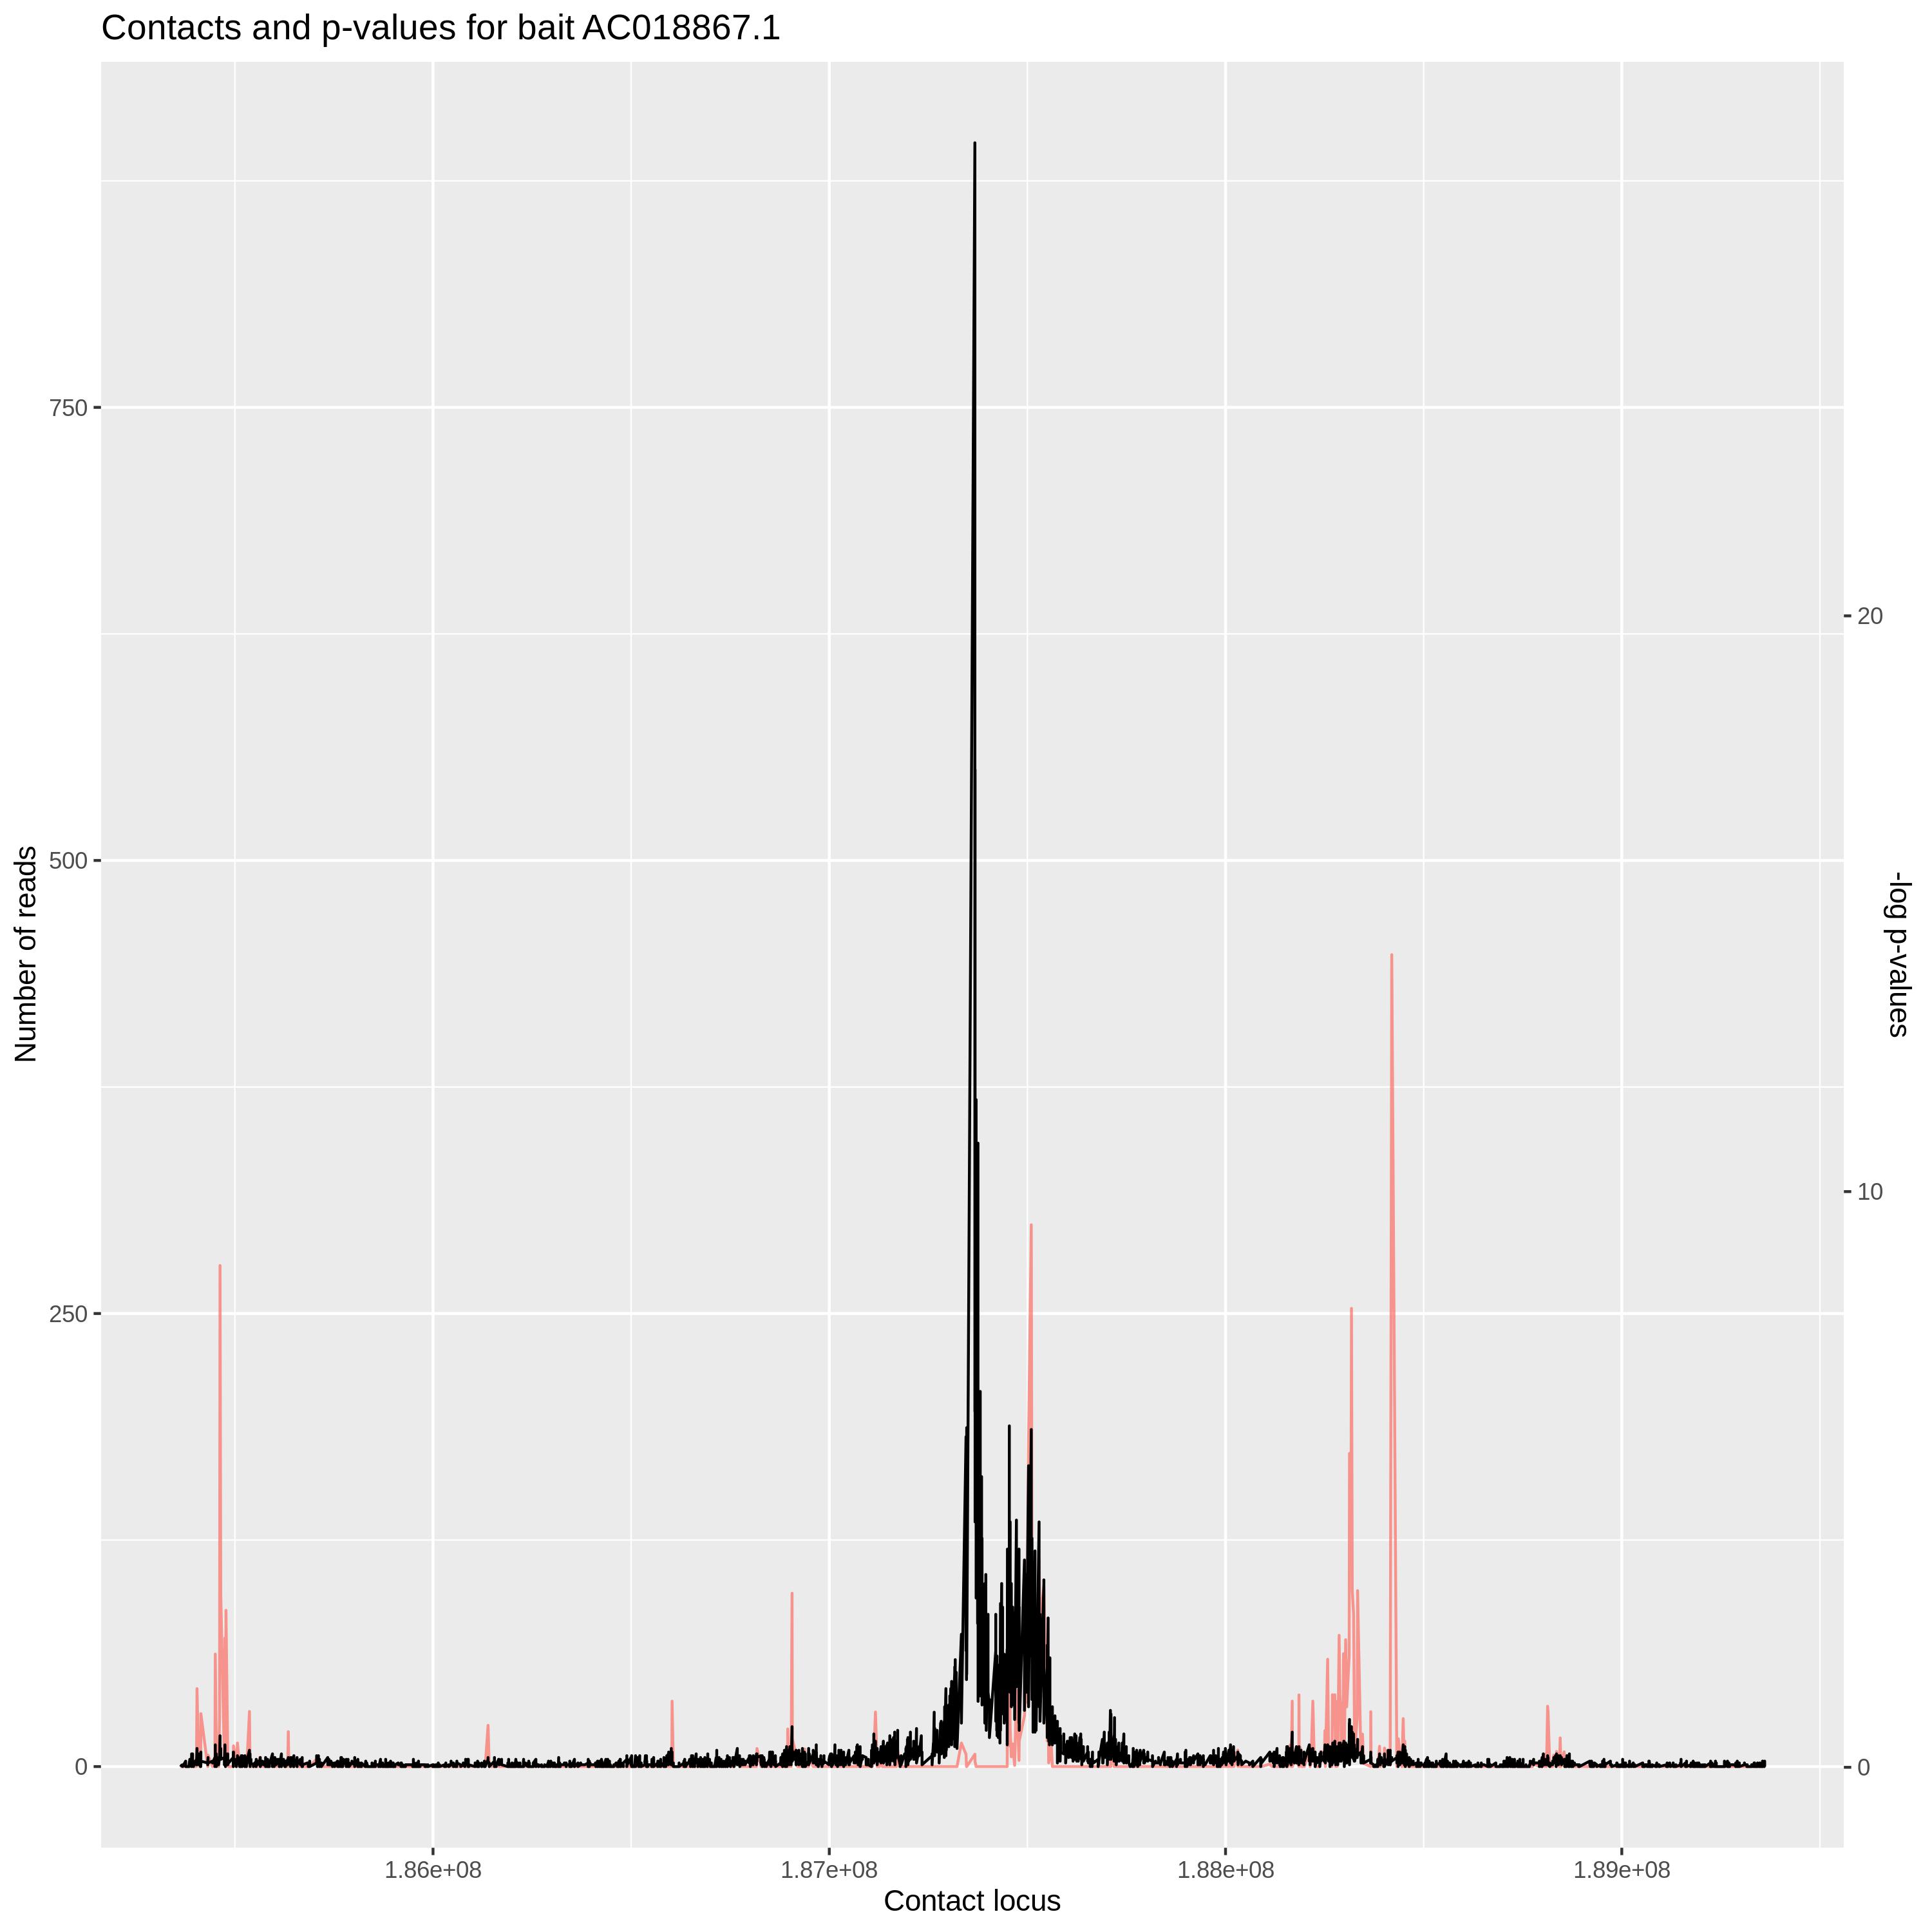 Contacts and p-values for bait AC018867.1
750
500
250
0
Number of reads
20
10
0
-log p-values
1.86e+08
1.87e+08
1.88e+08
1.89e+08
Contact locus